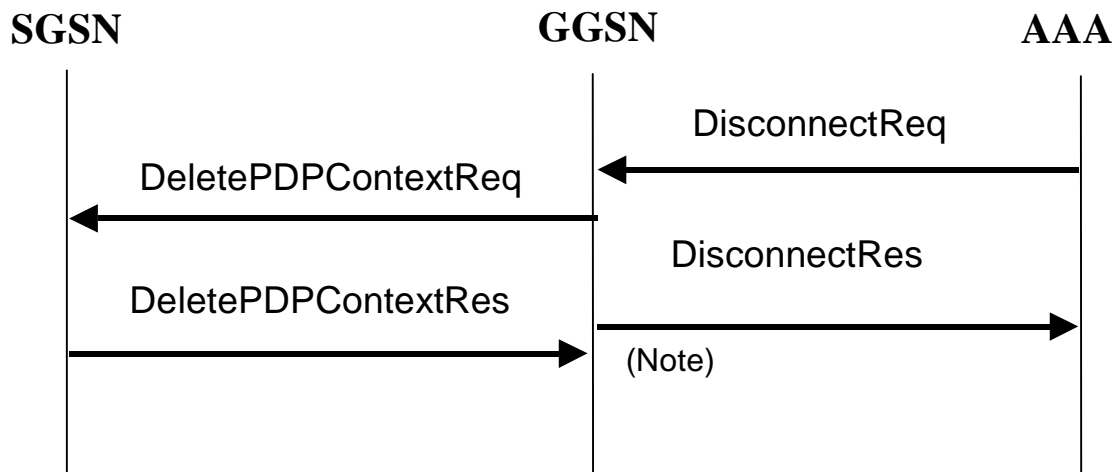 SGSN
GGSN
AAA
DisconnectReq
DeletePDPContextReq
DisconnectRes
DeletePDPContextRes
(Note)